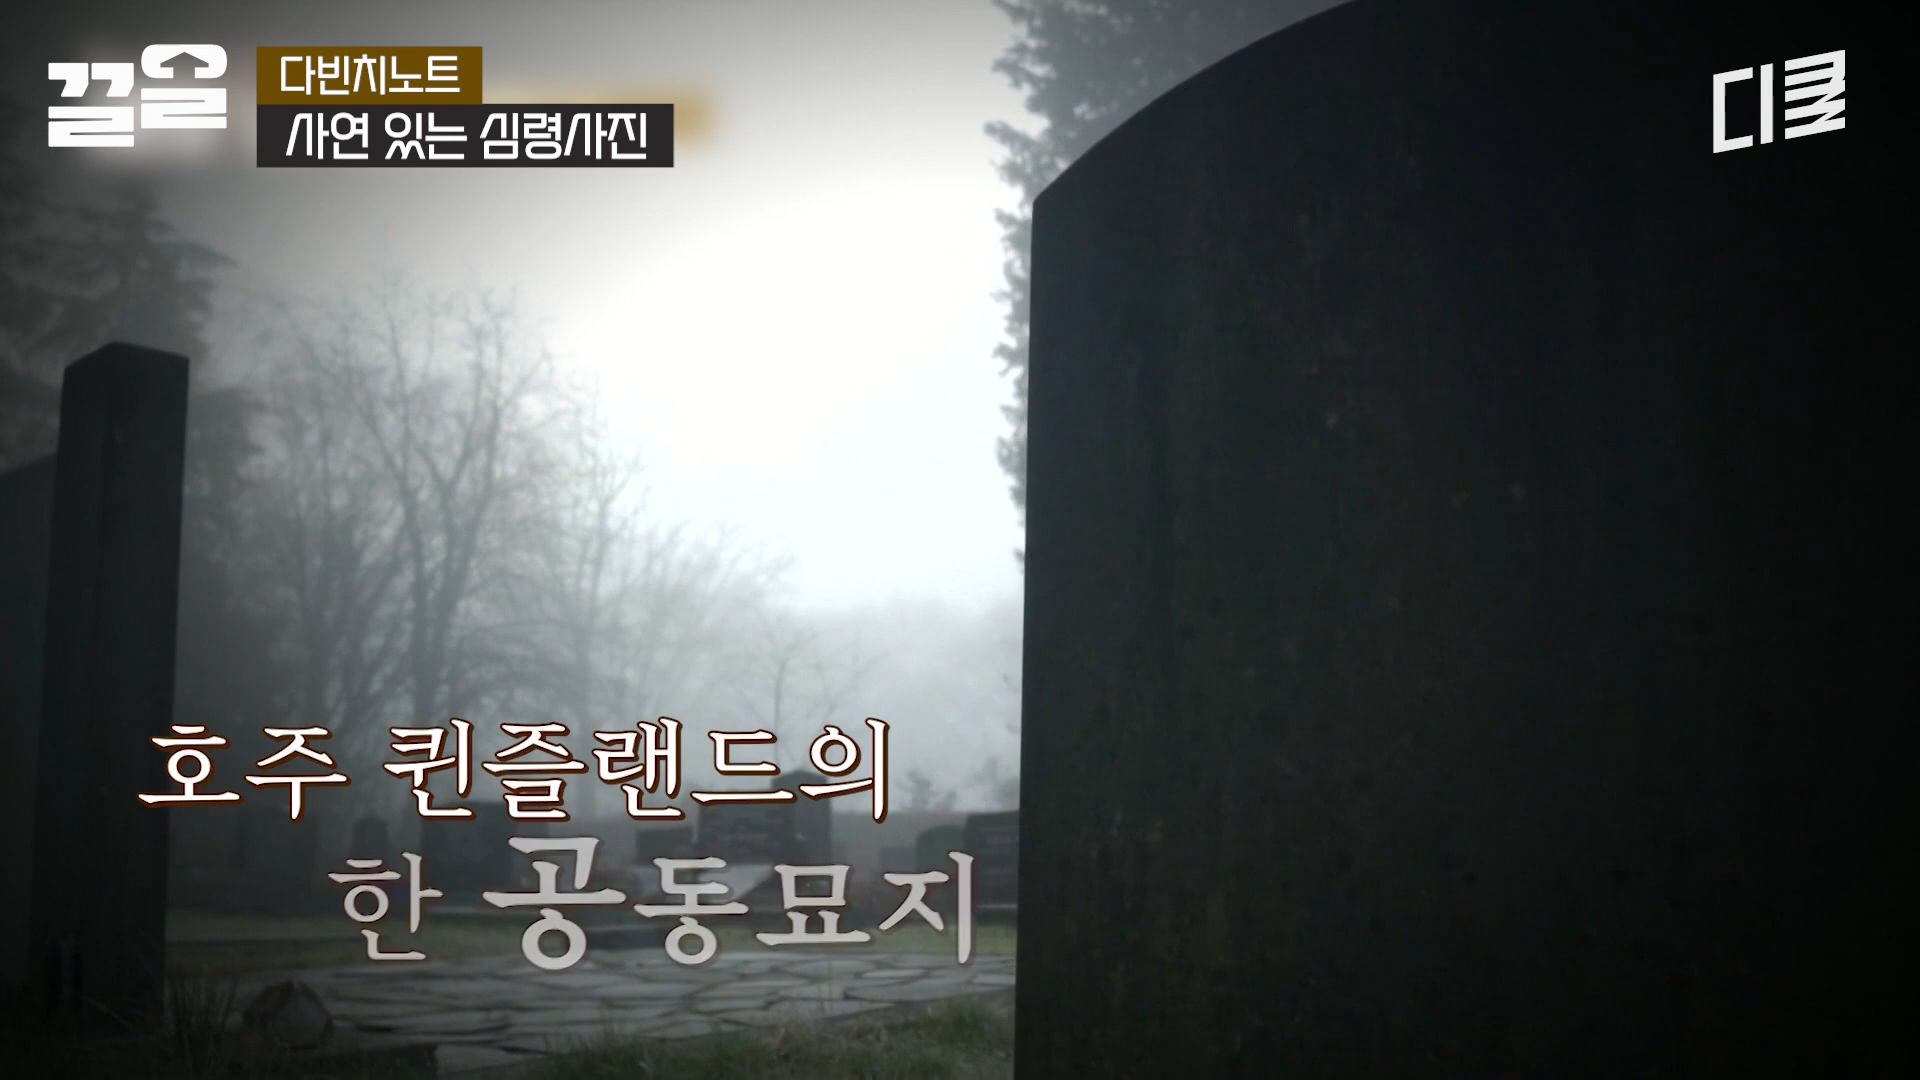 끌올
다빈치노트
사연 있는 심령사진
디클
호주 퀸즐랜드의
한 공동묘지